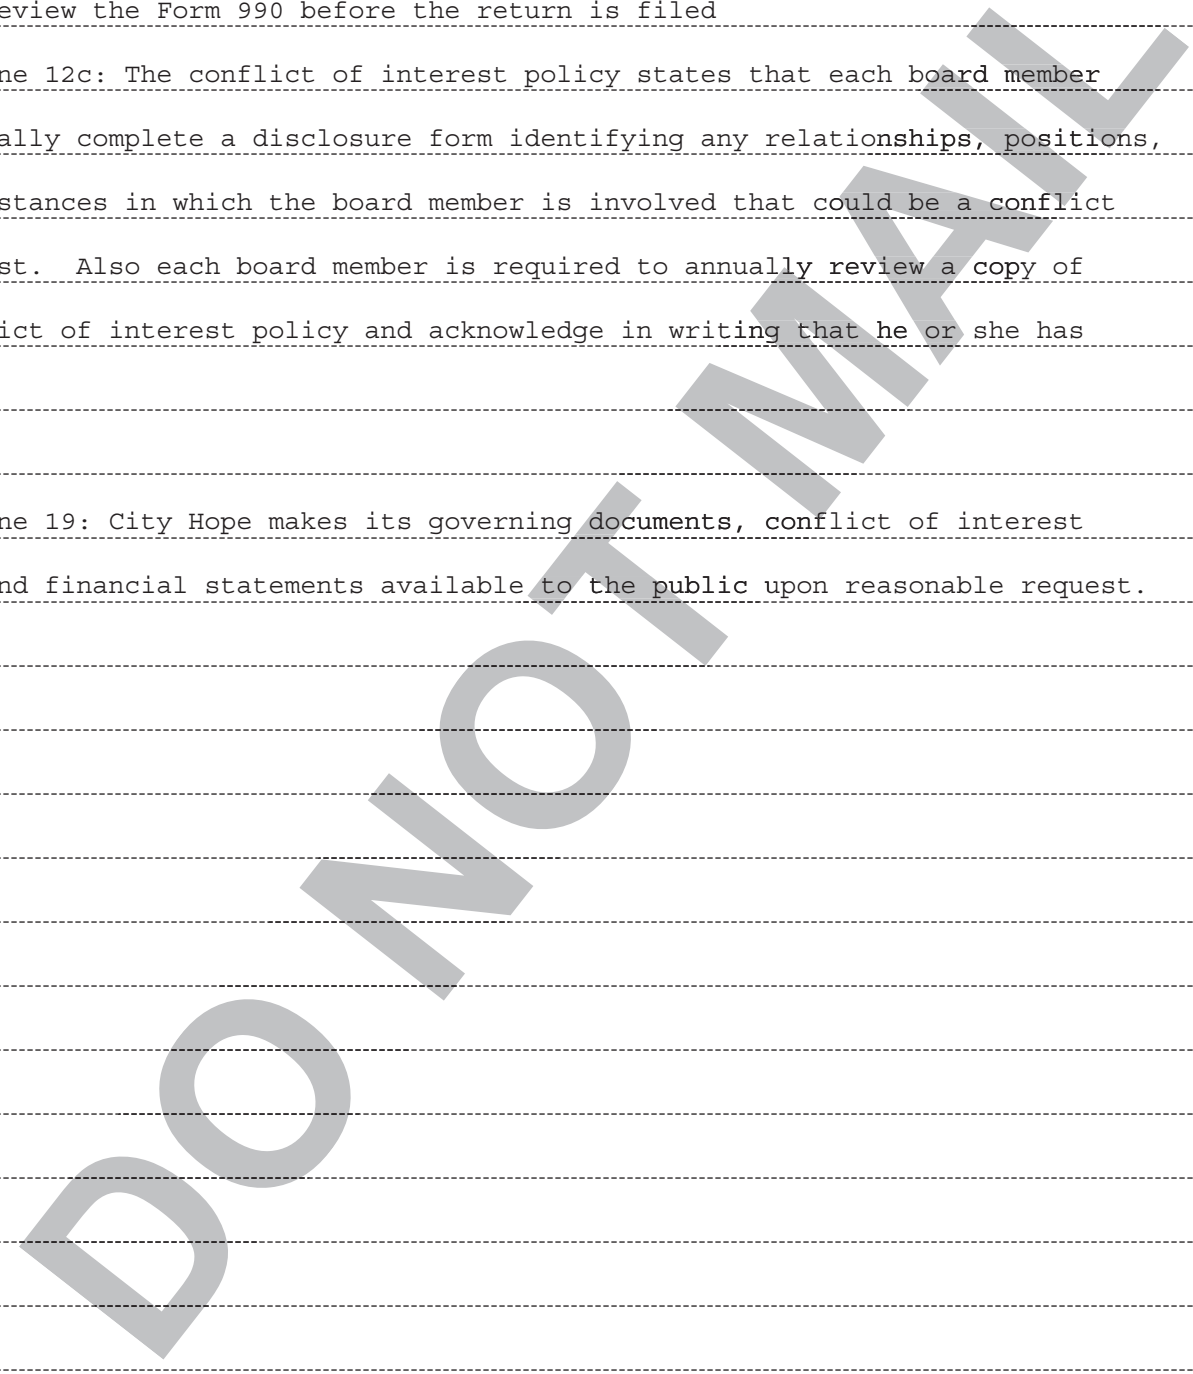 eview the Form 990 before the return is filed
ne 12c: The conflict of interest policy states that each board member
ally complete a disclosure form identifying any relationships, positions,
stances in which the board member is involved that could be a conflict
st.  Also each board member is required to annually review a copy of
ict of interest policy and acknowledge in writing that he or she has
ne 19: City Hope makes its governing documents, conflict of interest
nd financial statements available to the public upon reasonable request.
DO NOT MAIL